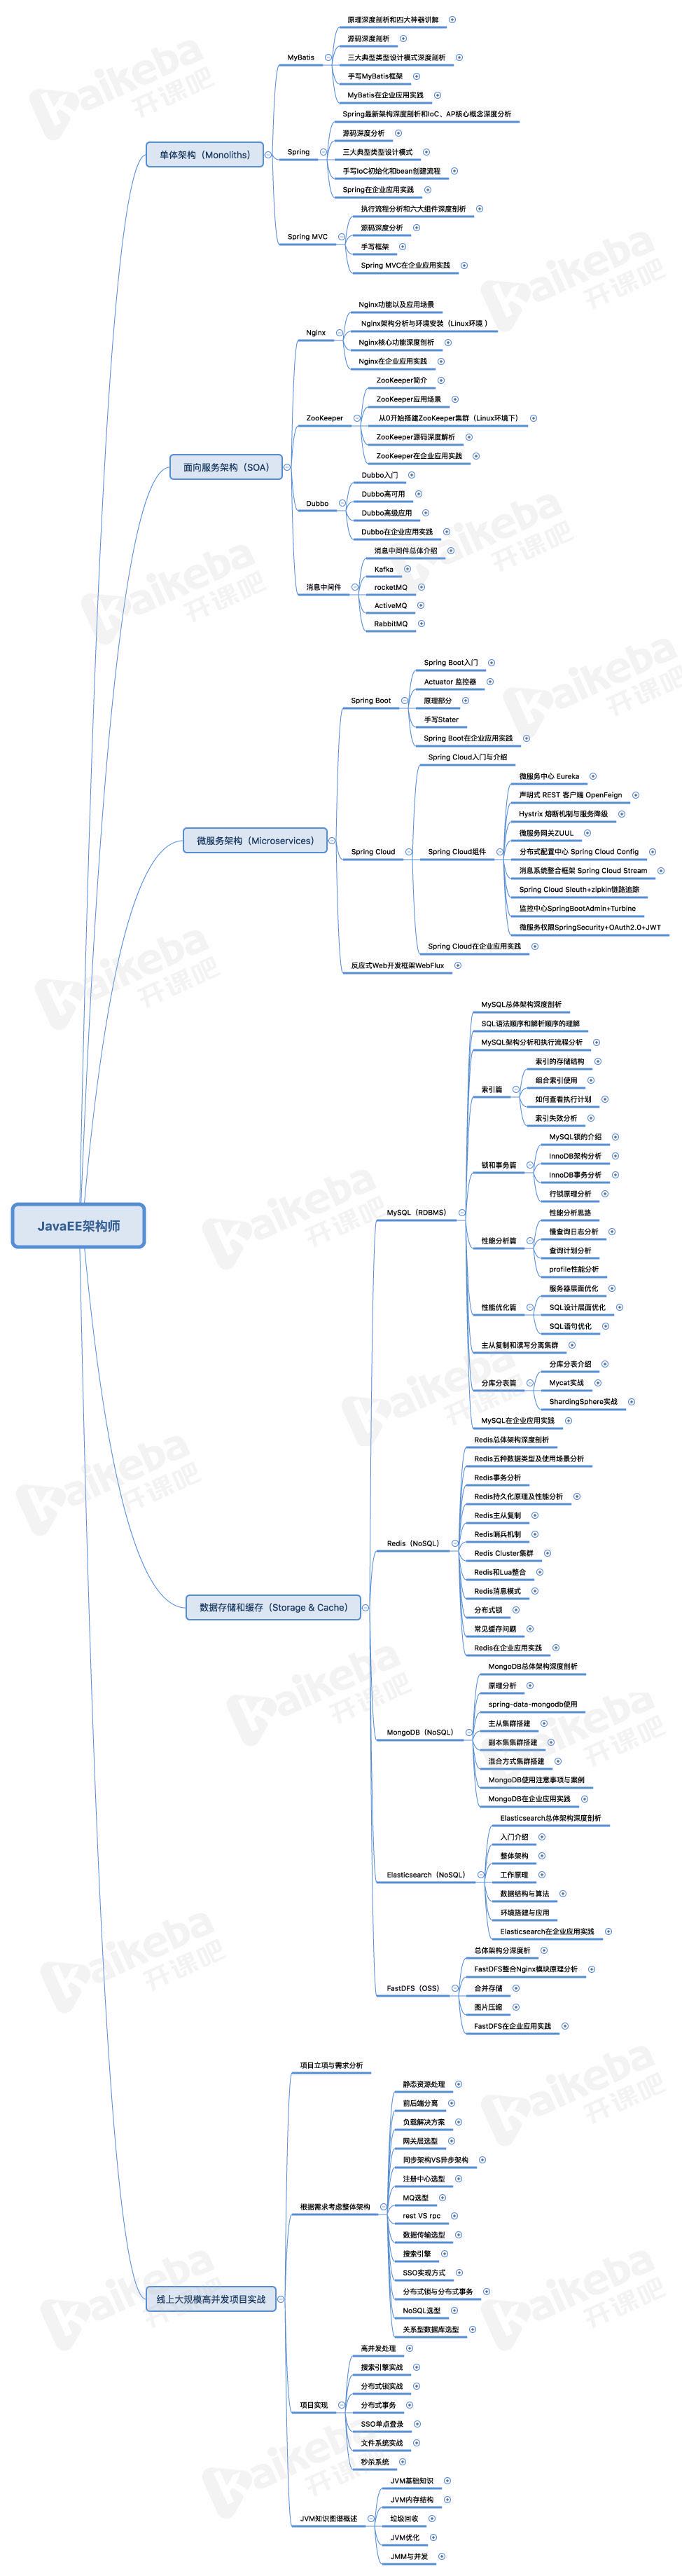 JavaEE架构师
单体架构（Monoliths）
MyBatis
原理深度剖析和四大神器讲解
源码深度剖析
三大典型类型设计模式深度剖析
手写MyBatis框架
MyBatis在企业应用实践
Spring
Spring最新架构深度剖析和IoC、AP核心概念深度分析
源码深度分析
三大典型类型设计模式
手写IoC初始化和bean创建流程
Spring在企业应用实践
Spring MVC
执行流程分析和六大组件深度剖析
源码深度分析
手写框架
Spring MVC在企业应用实践
面向服务架构（SOA）
Nginx
Nginx功能以及应用场景
Nginx架构分析与环境安装（Linux环境 ）
Nginx核心功能深度剖析
Nginx在企业应用实践
ZooKeeper
ZooKeeper简介
ZooKeeper应用场景
从0开始搭建ZooKeeper集群（Linux环境下）
ZooKeeper源码深度解析
ZooKeeper在企业应用实践
Dubbo
Dubbo入门
Dubbo高可用
Dubbo高级应用
Dubbo在企业应用实践
消息中间件
消息中间件总体介绍
Kafka
rocketMQ
ActiveMQ
RabbitMQ
微服务架构（Microservices）
Spring Boot
Spring Boot入门
Actuator 监控器
原理部分
手写Stater
Spring Boot在企业应用实践
Spring Cloud
Spring Cloud入门与介绍
Spring Cloud组件
微服务中心 Eureka
声明式 REST 客户端 OpenFeign
Hystrix 熔断机制与服务降级
微服务网关ZUUL
分布式配置中心 Spring Cloud Config
消息系统整合框架 Spring Cloud Stream
Spring Cloud Sleuth+zipkin链路追踪
监控中心SpringBootAdmin+Turbine
微服务权限SpringSecurity+OAuth2.0+JWT
Spring Cloud在企业应用实践
反应式Web开发框架WebFlux
数据存储和缓存（Storage & Cache）
MySQL（RDBMS）
MySQL总体架构深度剖析
SQL语法顺序和解析顺序的理解
MySQL架构分析和执行流程分析
索引篇
索引的存储结构
组合索引使用
如何查看执行计划
索引失效分析
锁和事务篇
MySQL锁的介绍
InnoDB架构分析
InnoDB事务分析
行锁原理分析
性能分析篇
性能分析思路
慢查询日志分析
查询计划分析
profile性能分析
性能优化篇
服务器层面优化
SQL设计层面优化
SQL语句优化
主从复制和读写分离集群
分库分表篇
分库分表介绍
Mycat实战
ShardingSphere实战
MySQL在企业应用实践
Redis（NoSQL）
Redis总体架构深度剖析
Redis五种数据类型及使用场景分析
Redis事务分析
Redis持久化原理及性能分析
Redis主从复制
Redis哨兵机制
Redis Cluster集群
Redis和Lua整合
Redis消息模式
分布式锁
常见缓存问题
Redis在企业应用实践
MongoDB（NoSQL）
MongoDB总体架构深度剖析
原理分析
spring-data-mongodb使用
主从集群搭建
副本集集群搭建
混合方式集群搭建
MongoDB使用注意事项与案例
MongoDB在企业应用实践
Elasticsearch（NoSQL）
Elasticsearch总体架构深度剖析
入门介绍
整体架构
工作原理
数据结构与算法
环境搭建与应用
Elasticsearch在企业应用实践
FastDFS（OSS）
总体架构分深度析
FastDFS整合Nginx模块原理分析
合并存储
图片压缩
FastDFS在企业应用实践
线上大规模高并发项目实战
项目立项与需求分析
根据需求考虑整体架构
静态资源处理
前后端分离
负载解决方案
网关层选型
同步架构VS异步架构
注册中心选型
MQ选型
rest VS rpc
数据传输选型
搜索引擎
SSO实现方式
分布式锁与分布式事务
NoSQL选型
关系型数据库选型
项目实现
高并发处理
搜索引擎实战
分布式锁实战
分布式事务
SSO单点登录
文件系统实战
秒杀系统
JVM知识图谱概述
JVM基础知识
JVM内存结构
垃圾回收
JVM优化
JMM与并发